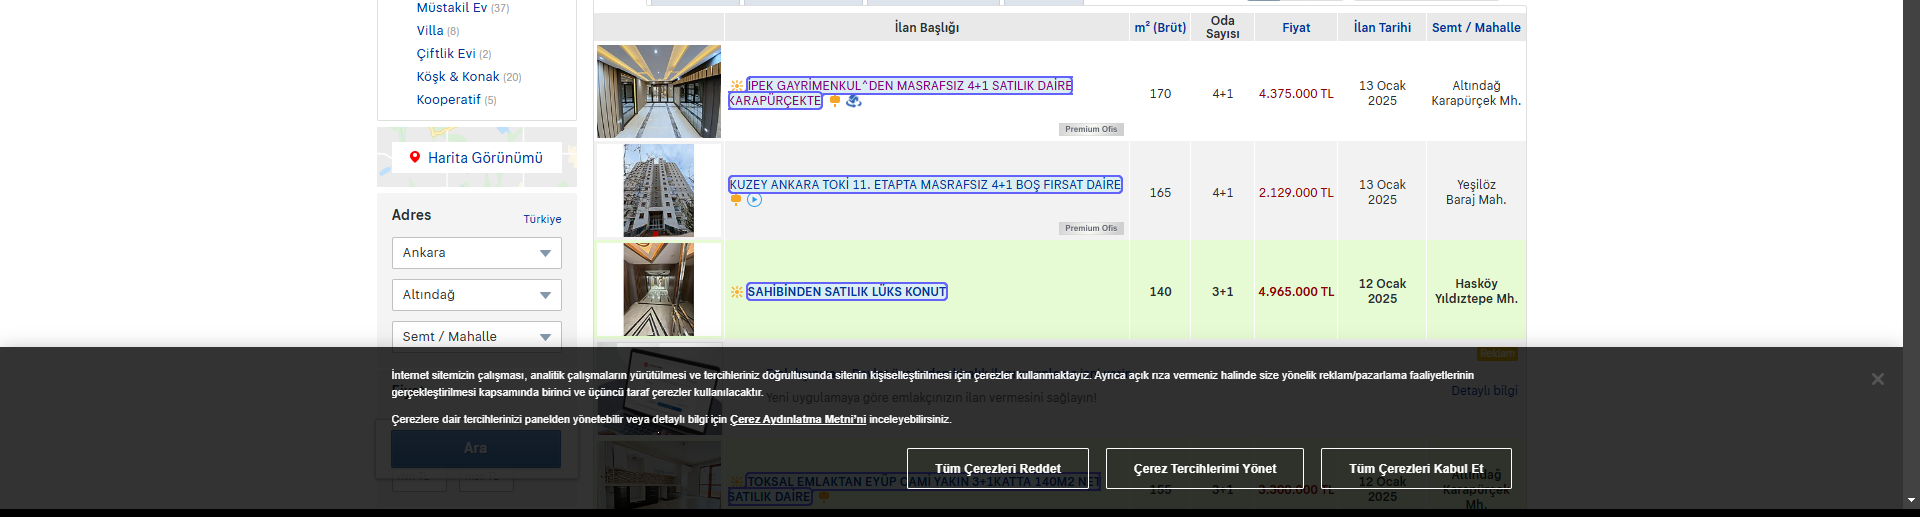 Müstakil Ev (37)
Villa (8)
Çiftlik Evi (2)
Köşk & Konak (20)
Kooperatif (5)
Harita Görünümü
Adres
Türkiye
Ankara
Altındağ
Semt / Mahalle
Ara
İlan Başlığı
m² (Brüt)
Oda
Sayısı
Fiyat
İlan Tarihi
Semt / Mahalle
İPEK GAYRİMENKUL^DEN MASRAFSIZ 4+1 SATILIK DAİRE
KARAPÜRÇEKTE
Premium Ofis
170
4+1
4.375.000 TL
13 Ocak
2025
Altındağ
Karapürçek Mh.
KUZEY ANKARA TOKİ 11. ETAPTA MASRAFSIZ 4+1 BOŞ FIRSAT DAİRE
Premium Ofis
165
4+1
2.129.000 TL
13 Ocak
2025
Yeşilöz
Baraj Mah.
SAHİBİNDEN SATILIK LÜKS KONUT
140
3+1
4.965.000 TL
12 Ocak
2025
Hasköy
Yıldıztepe Mh.
Reklam
Yeni uygulamaya göre emlakçınızın ilan vermesini sağlayın!
Detaylı bilgi
TOKSAL EMLAKTAN EYÜP CAMİ YAKIN 3+1KATTA 140M2 NET
SATILIK DAİRE
155
3+1
3.300.000 TL
12 Ocak
2025
Altındağ
Karapürçek
Mh.
İnternet sitemizin çalışması, analitik çalışmaların yürütülmesi ve tercihleriniz doğrultusunda sitenin kişiselleştirilmesi için çerezler kullanmaktayız. Ayrıca açık rıza vermeniz halinde size yönelik reklam/pazarlama faaliyetlerinin
gerçekleştirilmesi kapsamında birinci ve üçüncü taraf çerezler kullanılacaktır.
Çerezlere dair tercihlerinizi panelden yönetebilir veya detaylı bilgi için Çerez Aydınlatma Metni’ni inceleyebilirsiniz.
Tüm Çerezleri Reddet
Çerez Tercihlerimi Yönet
Tüm Çerezleri Kabul Et